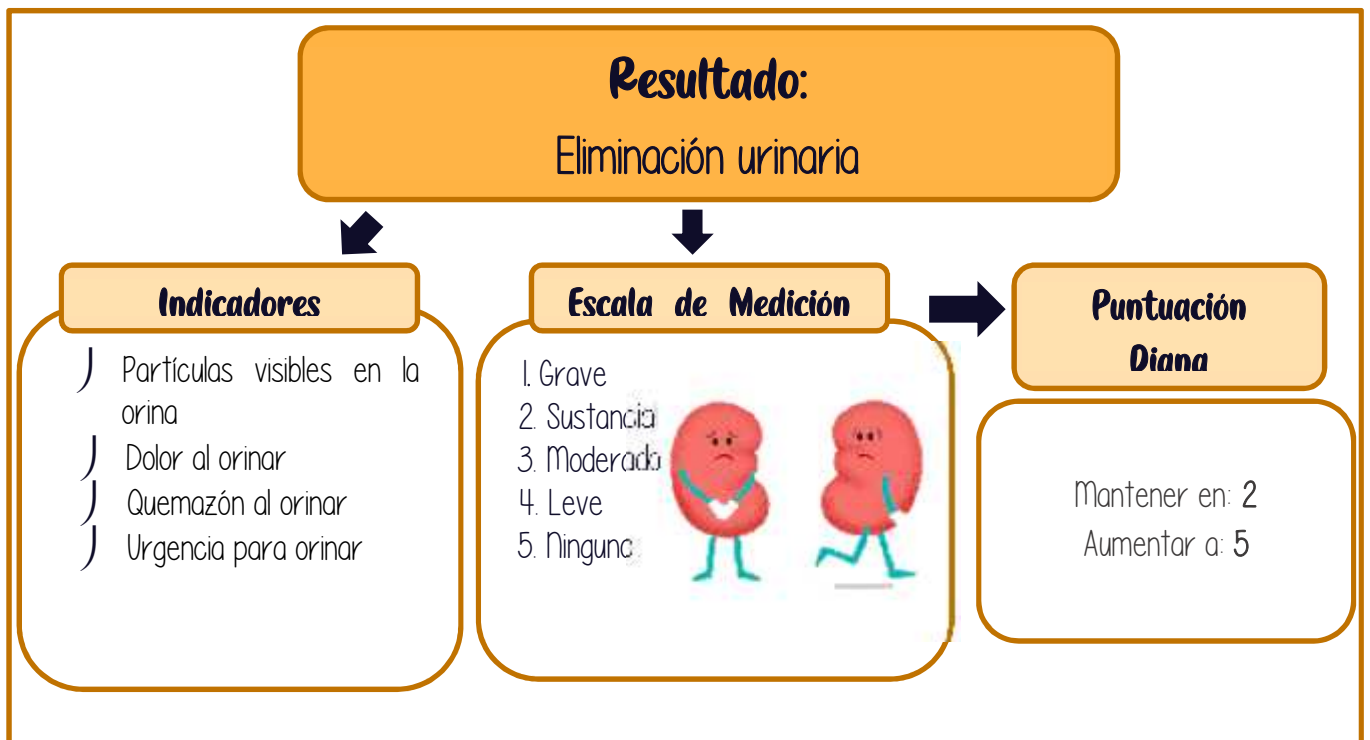 Resultado:
Eliminación urinaria
Indicadores
Partículas visibles en la
orina
Dolor al orinar
Quemazón al orinar
Urgencia para orinar
Escala de Medición
1. Grave
2. Sustancia
3. Moderado
4. Leve
5. Ninguno
Puntuación
Diana
Mantener en: 2
Aumentar a: 5